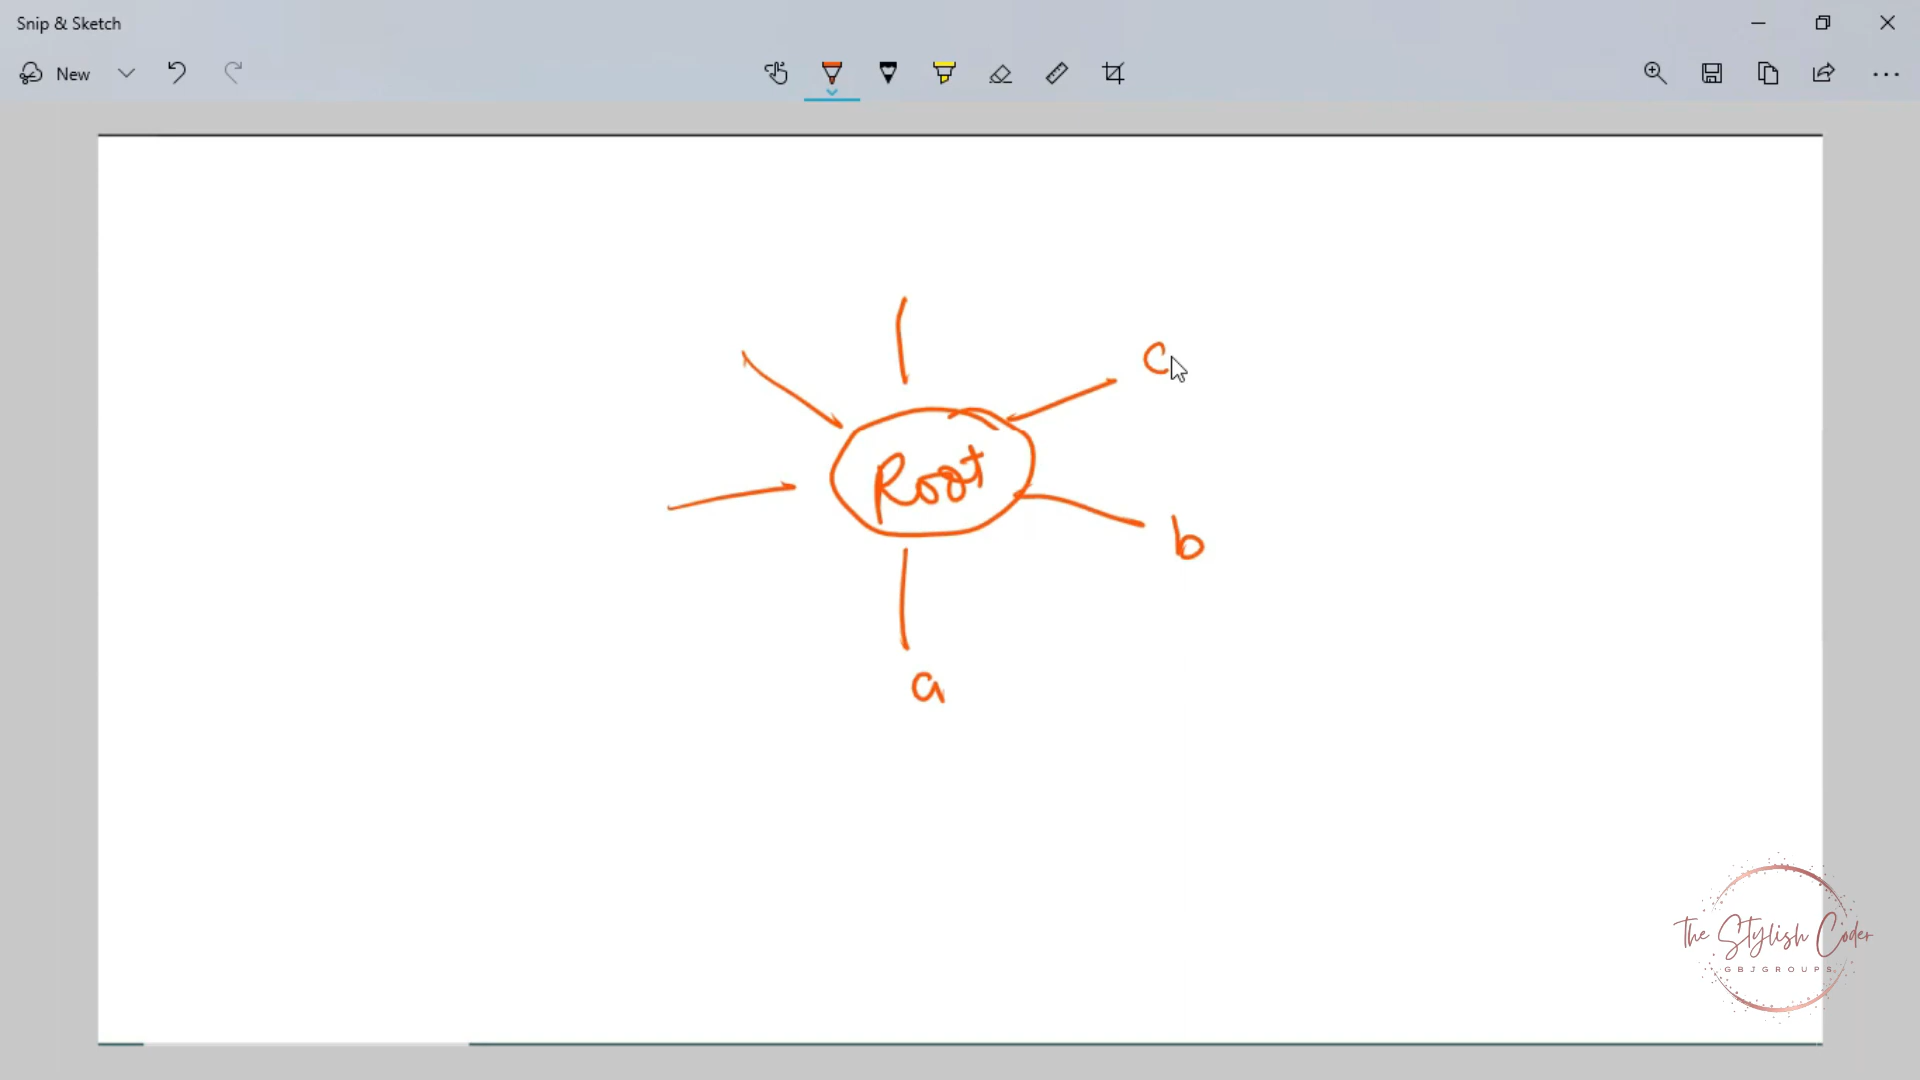 Snip & Sketch
New
c
Root
b
a
The Stylish Coder
GBJGROUPS